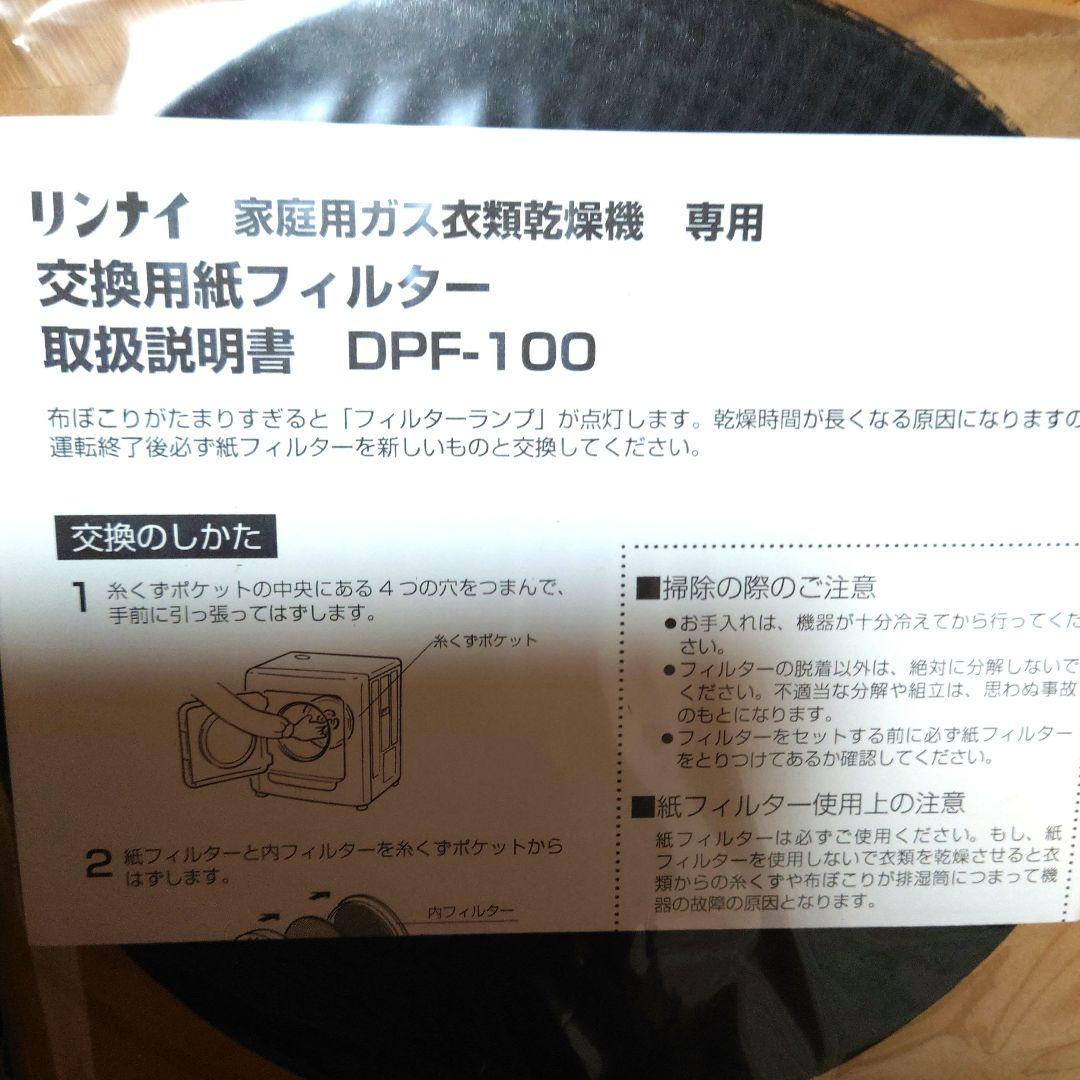 リンナイ 家庭用ガス衣類乾燥機 専用
交換用紙フィルター
取扱説明書 DPF-100
布ぼこりがたまりすぎると「フィルターランプ」が点灯します。乾燥時間が長くなる原因になりますの
運転終了後必ず紙フィルターを新しいものと交換してください。
交換のしかた
1 糸くずポケットの中央にある4つの穴をつまんで、
手前に引っ張ってはずします。
糸くずポケット
2 紙フィルターと内フィルターを糸くずポケットから
はずします。
内フィルター
■掃除の際のご注意
●お手入れは、機器が十分冷えてから行ってくだ
さい。
●フィルターの脱着以外は、絶対に分解しないで
ください。不適当な分解や組立は、思わぬ事故
のもとになります。
●フィルターをセットする前に必ず紙フィルター
をとりつけてあるか確認してください。
■紙フィルター使用上の注意
紙フィルターは必ずご使用ください。もし、紙
フィルターを使用しないで衣類を乾燥させると衣
類からの糸くずや布ぼこりが排湿筒につまって機
器の故障の原因となります。